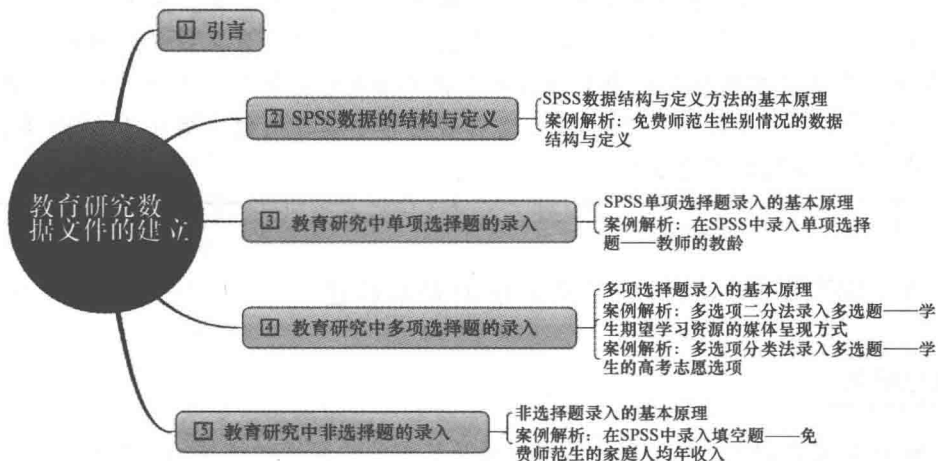 1 引言
2 SPSS数据的结构与定义
SPSS数据结构与定义方法的基本原理
案例解析：免费师范生性别情况的数据
结构与定义
教育研究数
据文件的建立
3 教育研究中单项选择题的录入
SPSS单项选择题录入的基本原理
案例解析：在SPSS中录入单项选择
题——教师的教龄
4 教育研究中多项选择题的录入
多项选择题录入的基本原理
案例解析：多选项二分法录入多选题——学
生期望学习资源的媒体呈现方式
案例解析：多选项分类法录入多选题——学
生的高考志愿选项
5 教育研究中非选择题的录入
非选择题录入的基本原理
案例解析：在SPSS中录入填空题——免
费师范生的家庭人均年收入